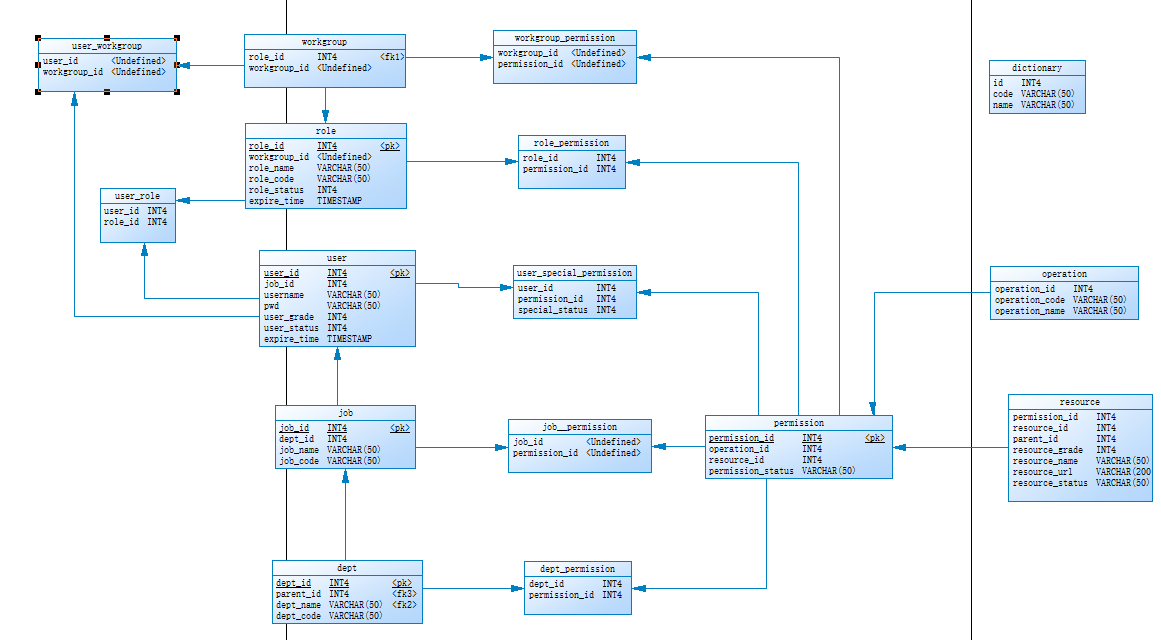 user_workgroup
user_id <Undefined>
workgroup_id <Undefined>
workgroup
role_id INT4 <fk1>
workgroup_id <Undefined>
workgroup_permission
workgroup_id <Undefined>
permission_id <Undefined>
dictionary
id INT4
code VARCHAR(50)
name VARCHAR(50)
role
role_id INT4 <pk>
workgroup_id <Undefined>
role_name VARCHAR(50)
role_code VARCHAR(50)
role_status INT4
expire_time TIMESTAMP
role_permission
role_id INT4
permission_id INT4
user_role
user_id INT4
role_id INT4
user
user_id INT4 <pk>
job_id INT4
username VARCHAR(50)
pwd VARCHAR(50)
user_grade INT4
user_status INT4
expire_time TIMESTAMP
user_special_permission
user_id INT4
permission_id INT4
special_status INT4
operation
operation_id INT4
operation_code VARCHAR(50)
operation_name VARCHAR(50)
job
job_id INT4 <pk>
dept_id INT4
job_name VARCHAR(50)
job_code VARCHAR(50)
job__permission
job_id <Undefined>
permission_id <Undefined>
permission
permission_id INT4 <pk>
operation_id INT4
resource_id INT4
permission_status VARCHAR(50)
resource
permission_id INT4
resource_id INT4
parent_id INT4
resource_grade INT4
resource_name VARCHAR(50)
resource_url VARCHAR(200
resource_status VARCHAR(50)
dept
dept_id INT4 <pk>
parent_id INT4 <fk3>
dept_name VARCHAR(50) <fk2>
dept_code VARCHAR(50)
dept_permission
dept_id INT4
permission_id INT4